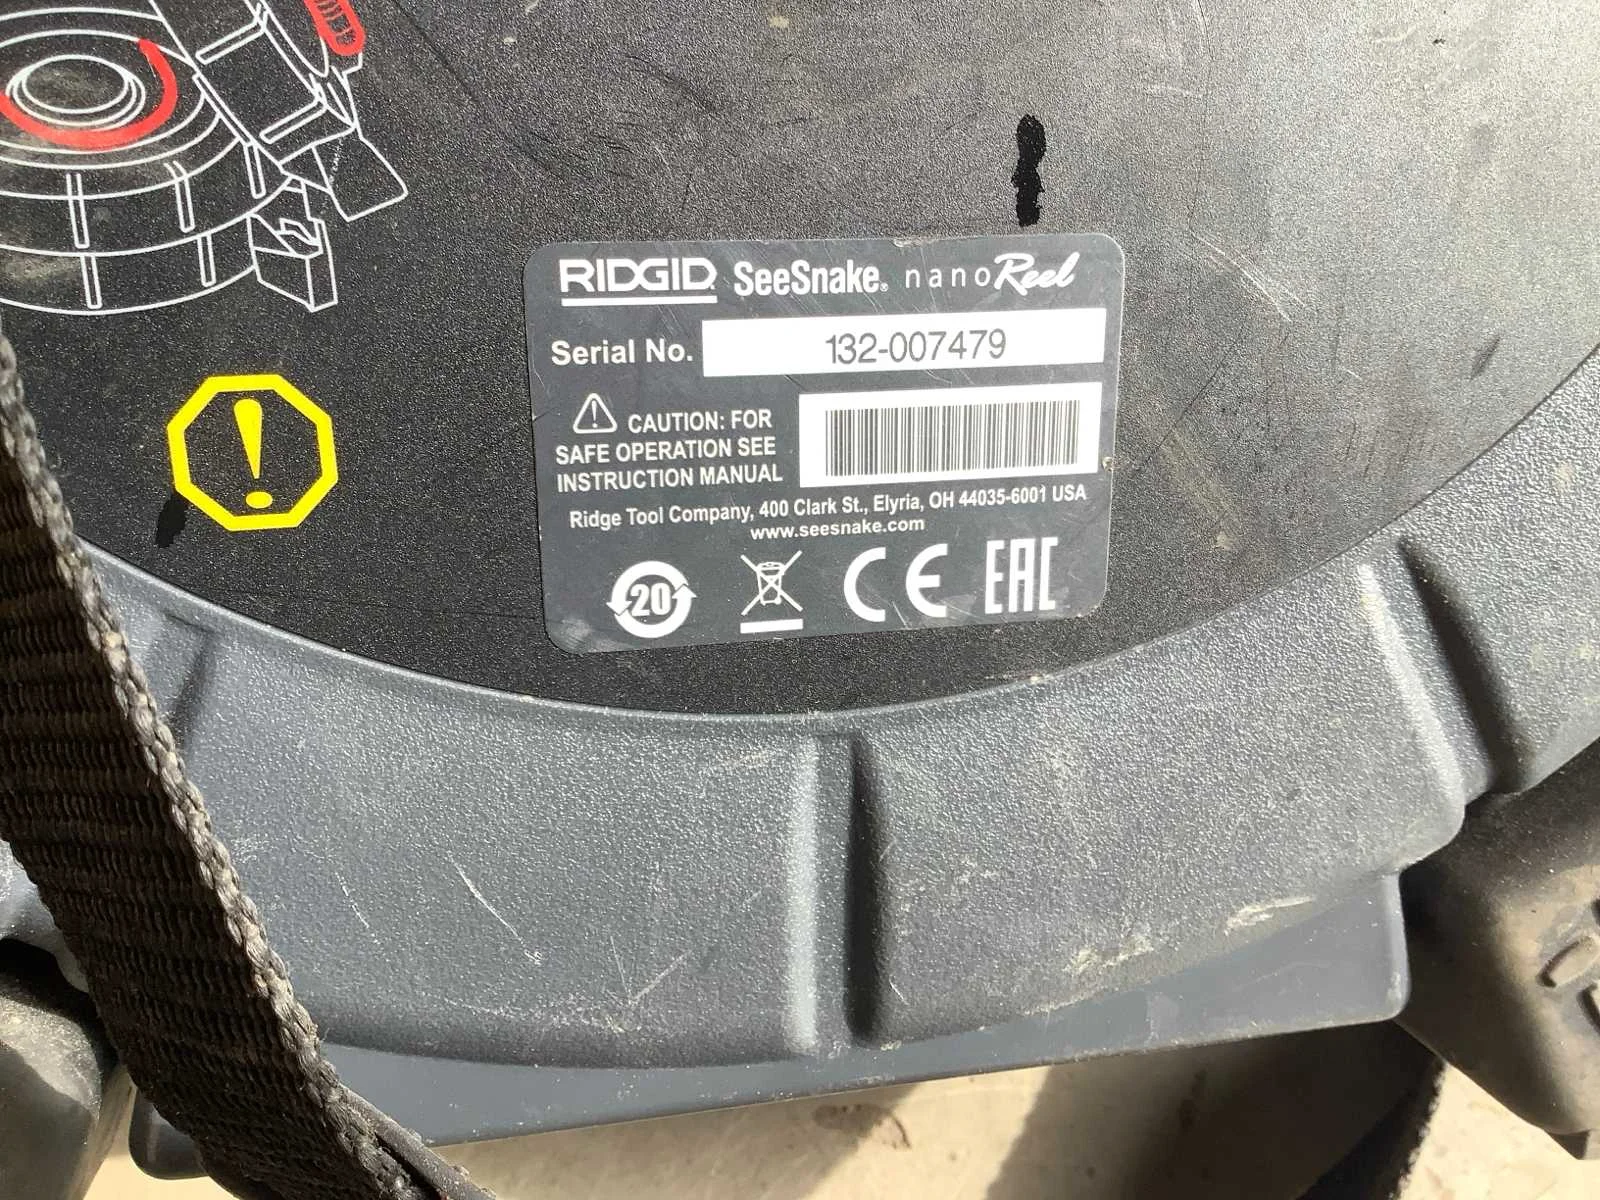 RIDGID SeeSnake® nanoReel
Serial No. 132-007479
CAUTION: FOR
SAFE OPERATION SEE
INSTRUCTION MANUAL
Ridge Tool Company, 400 Clark St., Elyria, OH 44035-6001 USA
www.seesnake.com
20 CE EAC